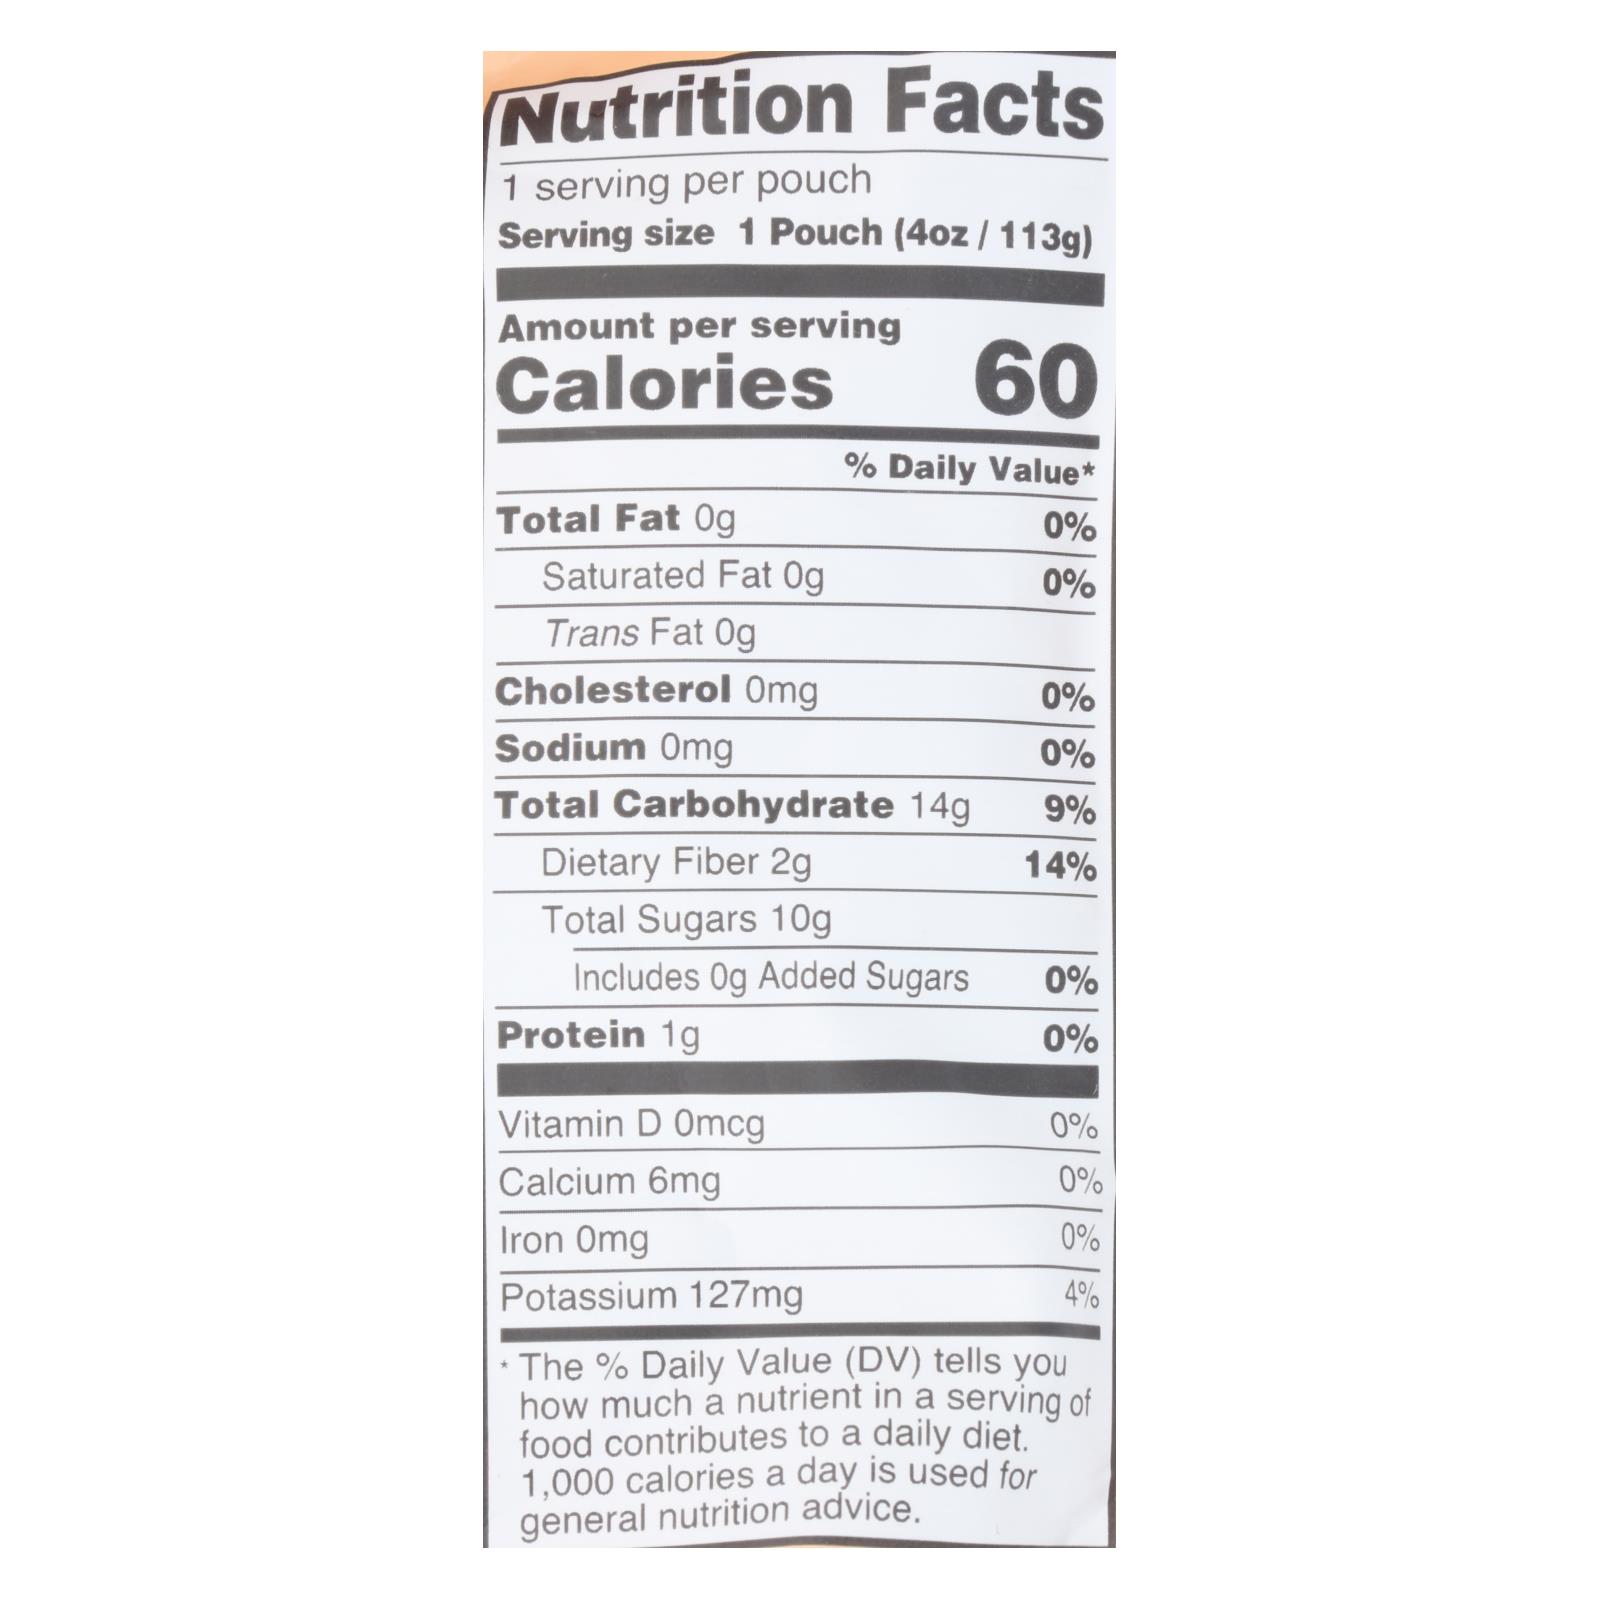 Nutrition Facts
1 serving per pouch
Serving size 1 Pouch (4oz / 113g)
Amount per serving
Calories 60
% Daily Value*
Total Fat 0g 0%
Saturated Fat 0g 0%
Trans Fat 0g
Cholesterol 0mg 0%
Sodium 0mg 0%
Total Carbohydrate 14g 9%
Dietary Fiber 2g 14%
Total Sugars 10g
Includes 0g Added Sugars 0%
Protein 1g 0%
Vitamin D 0mcg 0%
Calcium 6mg 0%
Iron 0mg 0%
Potassium 127mg 4%
* The % Daily Value (DV) tells you
how much a nutrient in a serving of
food contributes to a daily diet.
1,000 calories a day is used for
general nutrition advice.